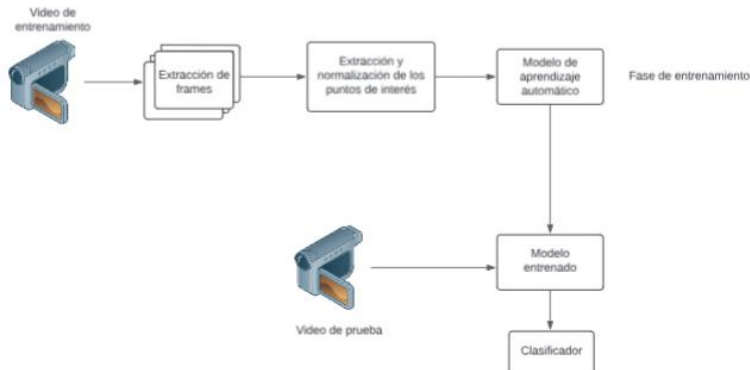 Video de
entrenamiento
Extracción de
frames
Extracción y
normalización de los
puntos de interés
Modelo de
aprendizaje
automático
Fase de entrenamiento
Modelo
entrenado
Video de prueba
Clasificador